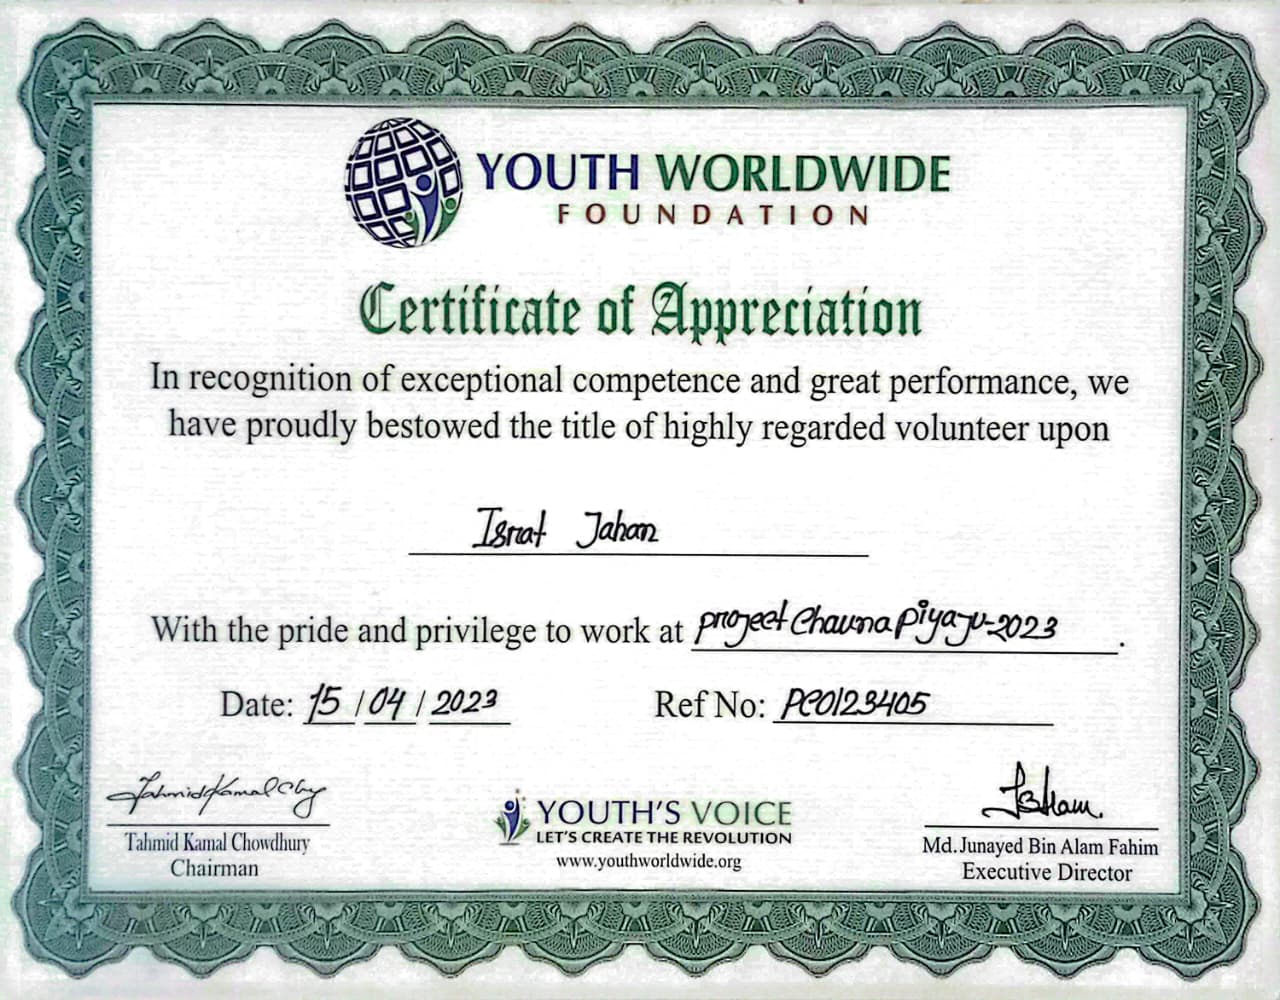 YOUTH WORLDWIDE
FOUNDATION
Certificate of Appreciation
In recognition of exceptional competence and great performance, we
have proudly bestowed the title of highly regarded volunteer upon
Israt Jahan
With the pride and privilege to work at project Chauna Piyaju-2023.
Date: 15/04/2023 Ref No: PC0123405
Tahmid Kamal Chy
Tahmid Kamal Chowdhury
Chairman
YOUTH'S VOICE
LET'S CREATE THE REVOLUTION
www.youthworldwide.org
Md.Junayed Bin Alam Fahim
Executive Director